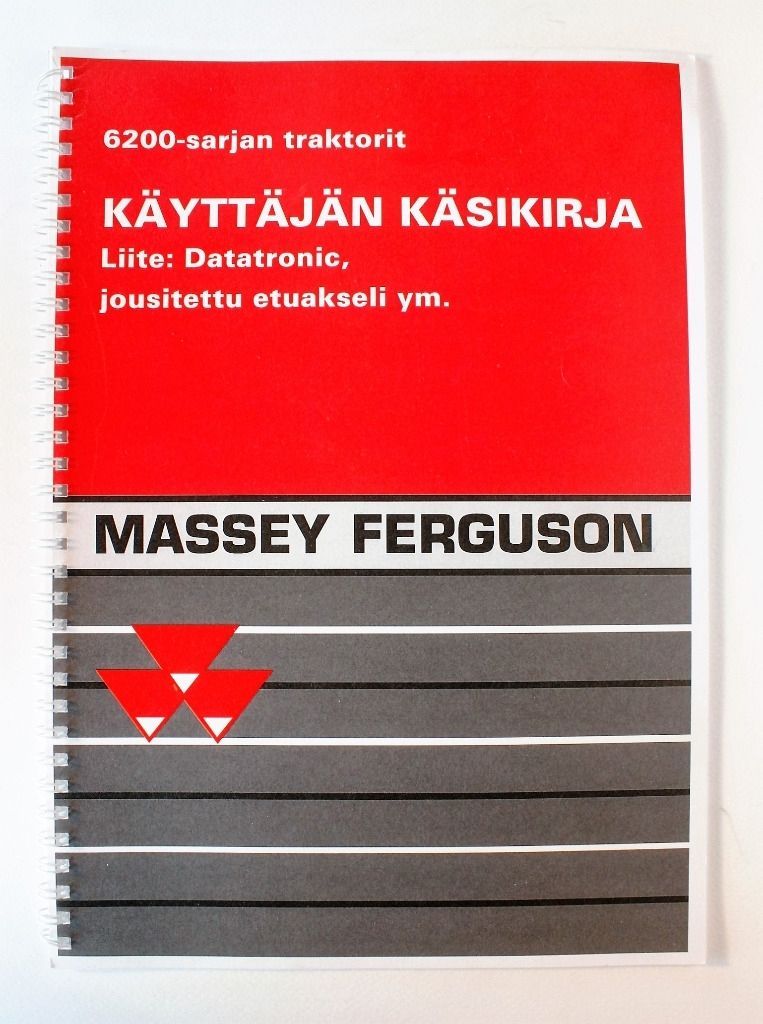 6200-sarjan traktorit
KÄYTTÄJÄN KÄSIKIRJA
Liite: Datatronic,
jousitettu etuakseli ym.
MASSEY FERGUSON